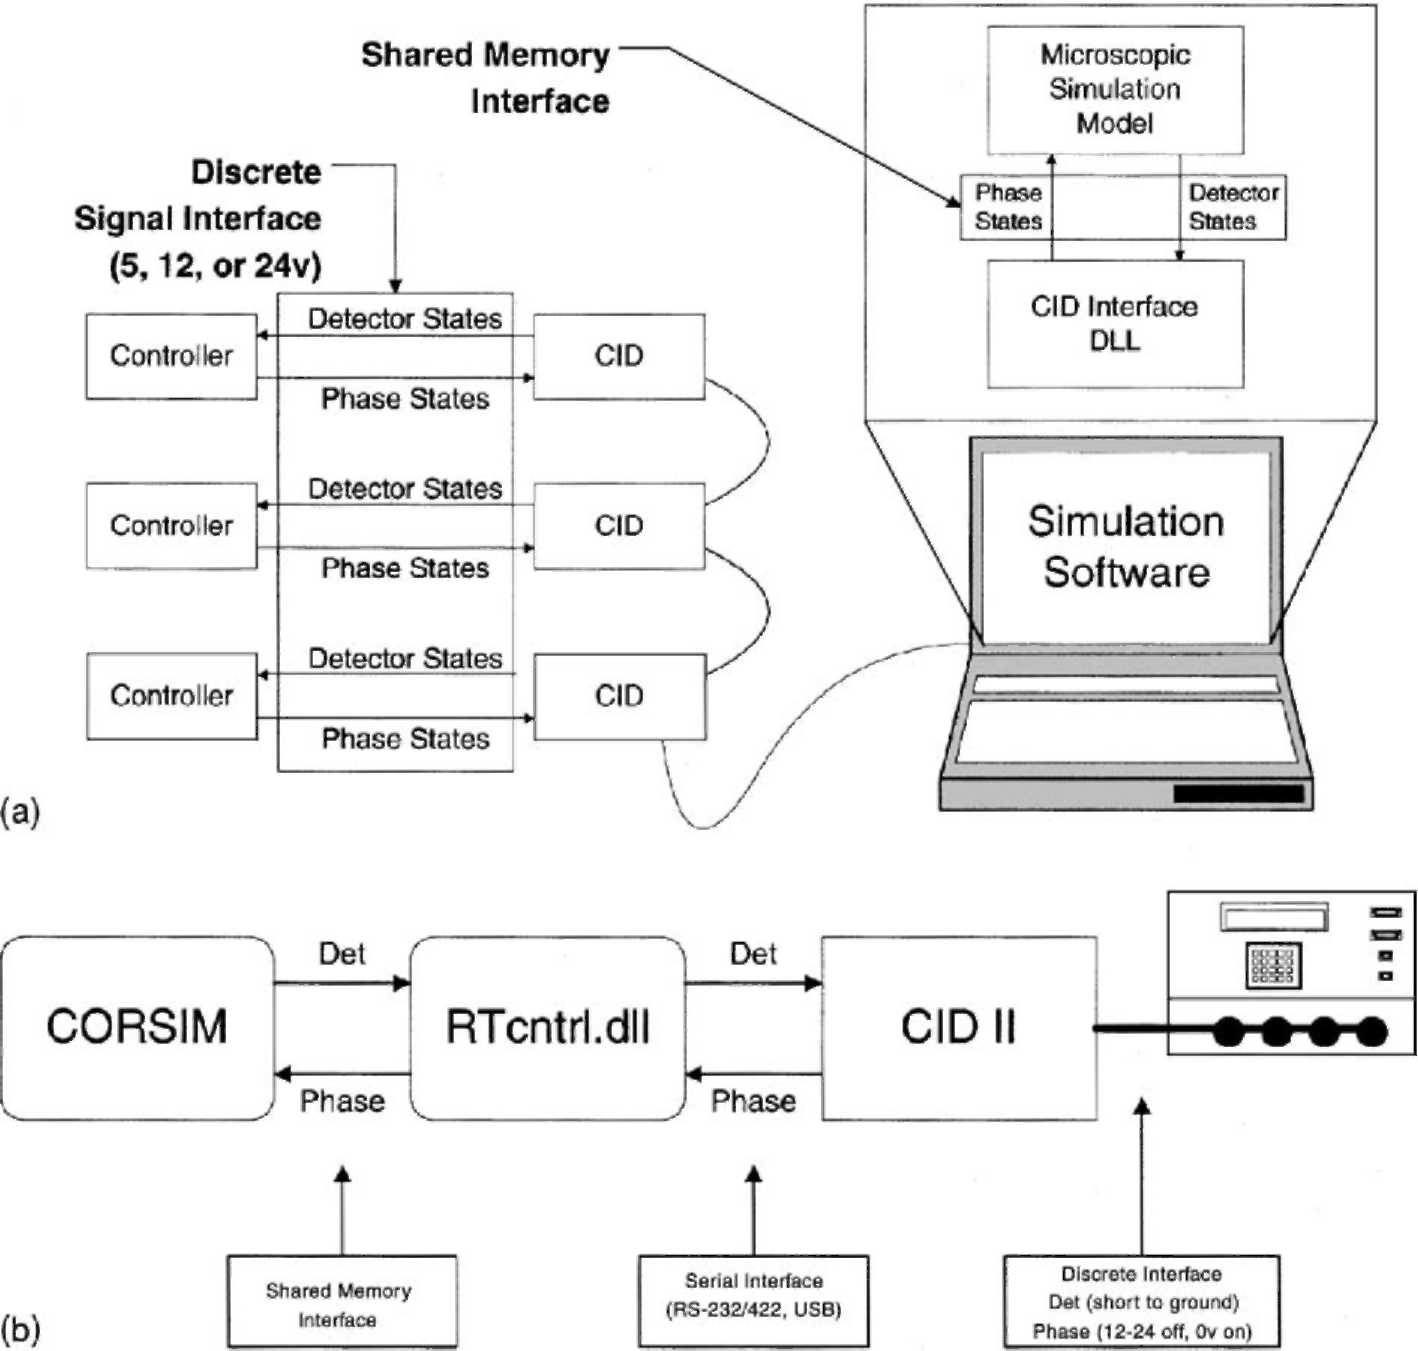 Shared Memory
Interface
Microscopic
Simulation
Model
Phase
States
Detector
States
CID Interface
DLL
Discrete
Signal Interface
(5, 12, or 24v)
Controller
Detector States
Phase States
CID
Controller
Detector States
Phase States
CID
Controller
Detector States
Phase States
CID
Simulation
Software
(a)
CORSIM
Det
Phase
RTcntrl.dll
Det
Phase
CID II
Shared Memory
Interface
Serial Interface
(RS-232/422, USB)
Discrete Interface
Det (short to ground)
Phase (12-24 off, 0v on)
(b)